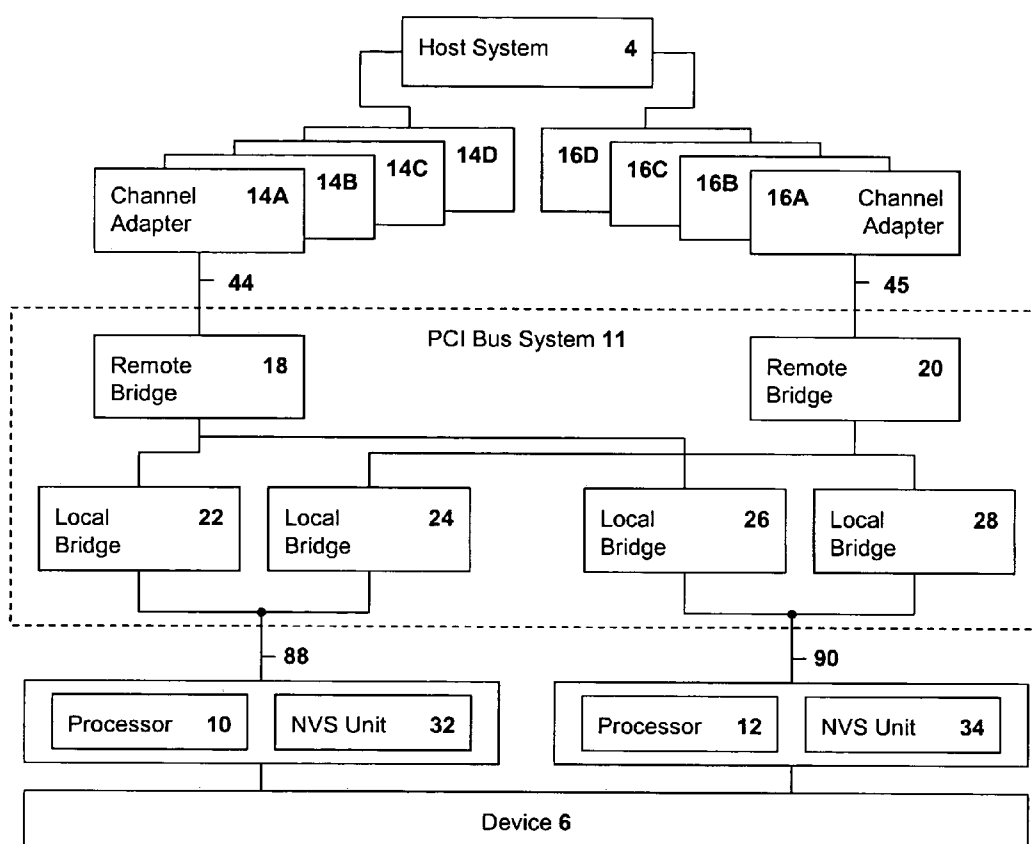 Host System 4
14A 14B 14C 14D
Channel
Adapter
16D 16C 16B 16A
Channel
Adapter
44
45
PCI Bus System 11
Remote 18
Bridge
Remote 20
Bridge
Local 22
Bridge
Local 24
Bridge
Local 26
Bridge
Local 28
Bridge
88
90
Processor 10
NVS Unit 32
Processor 12
NVS Unit 34
Device 6